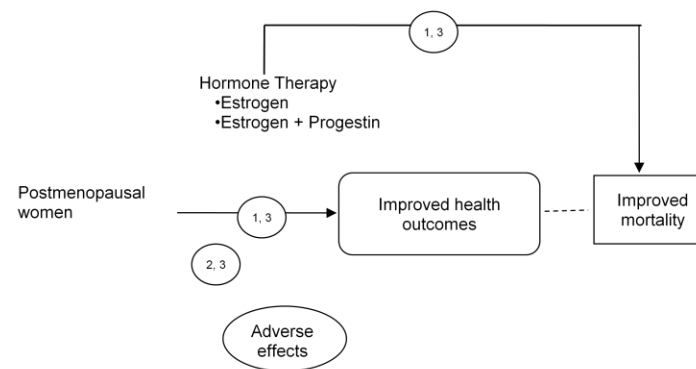 1, 3
Hormone Therapy
•Estrogen
•Estrogen + Progestin
Postmenopausal
women
1, 3
Improved health
outcomes
Improved
mortality
2, 3
Adverse
effects